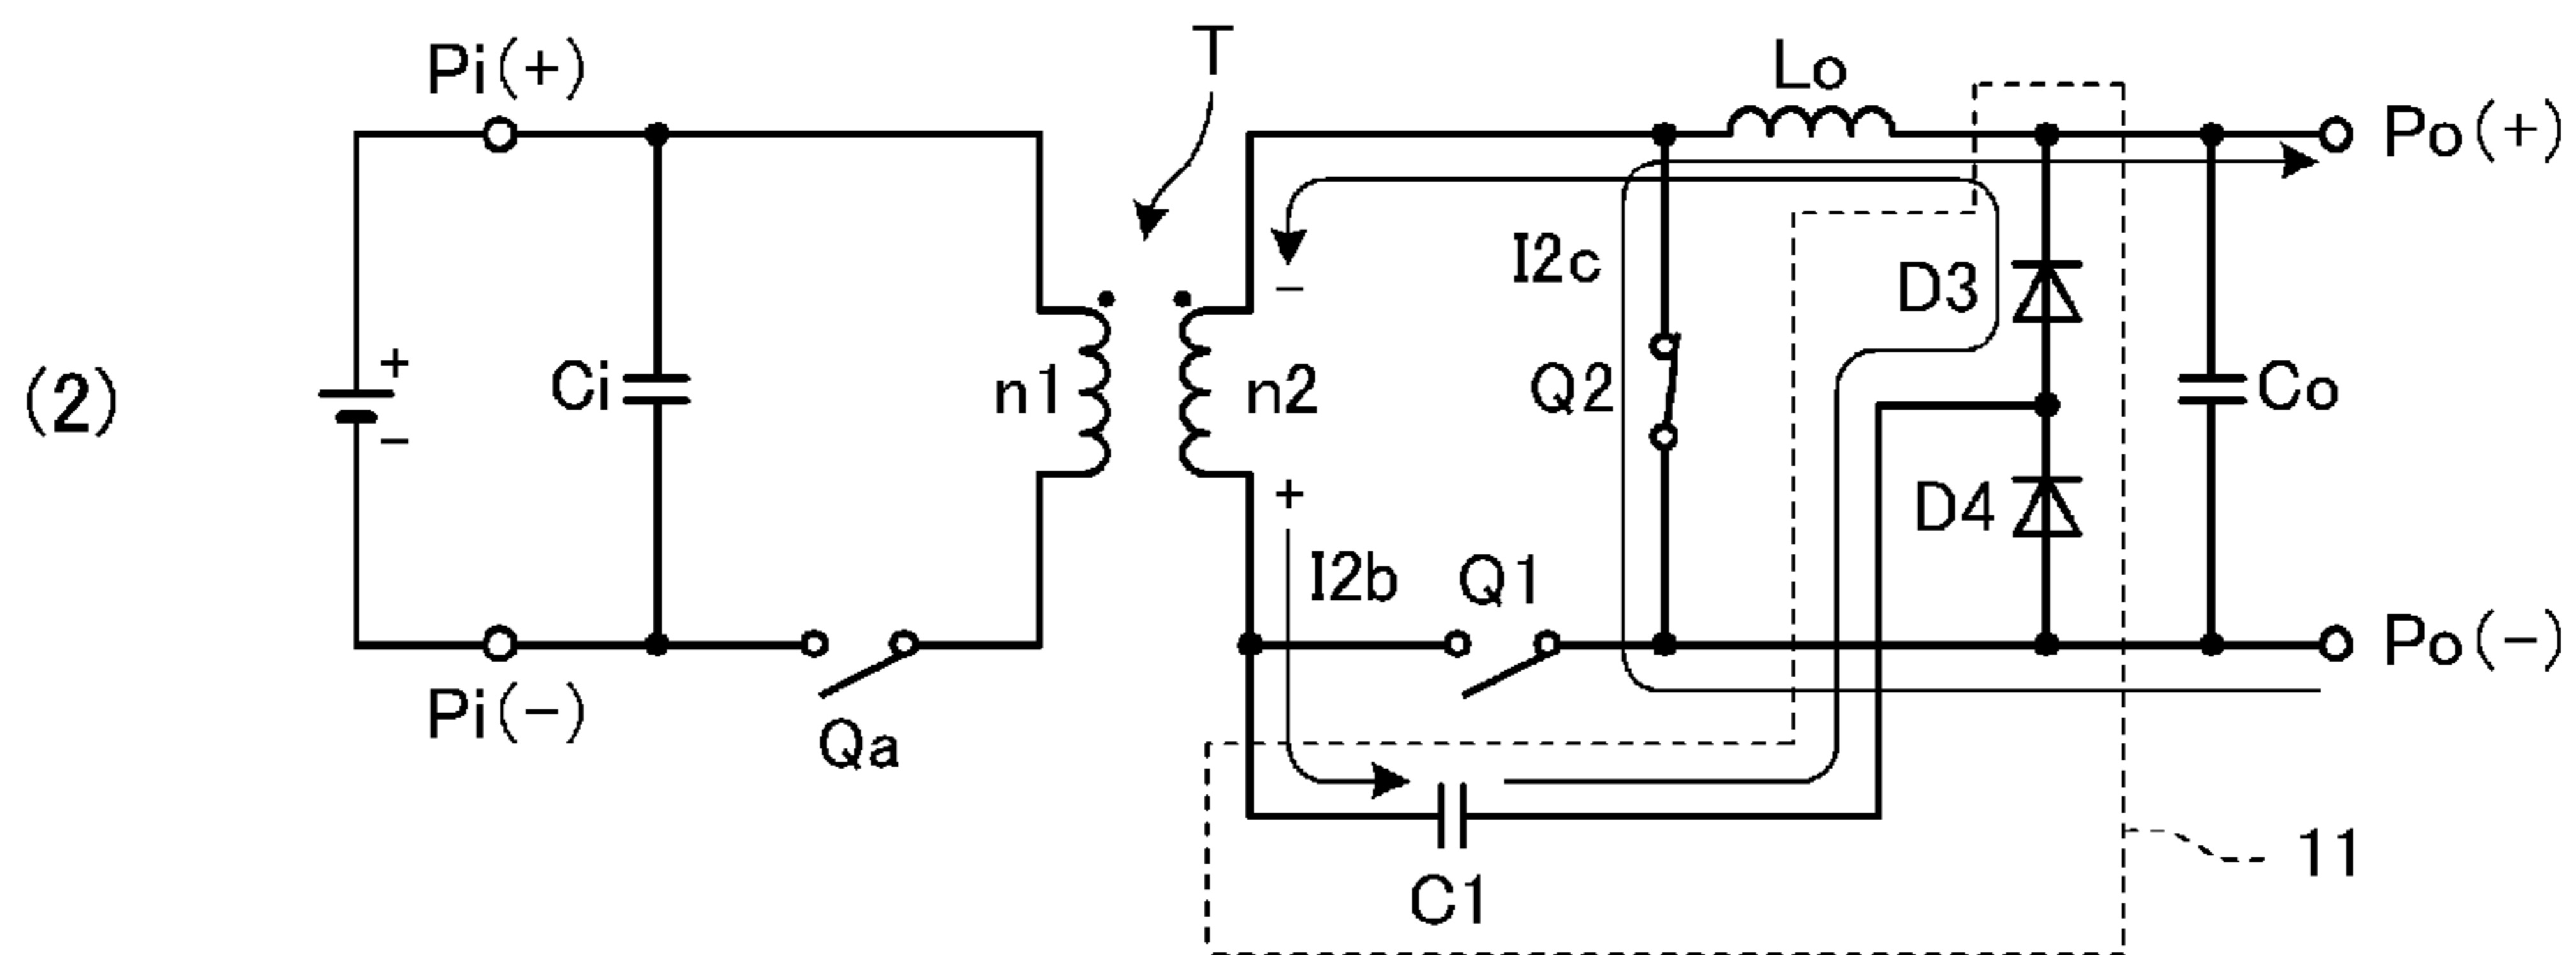 T
Pi(+)
Lo
Po(+)
I2c
D3
(2)
+
−
Ci
n1
n2
−
+
Q2
Co
D4
I2b
Q1
Pi(−)
Qa
Po(−)
C1
11